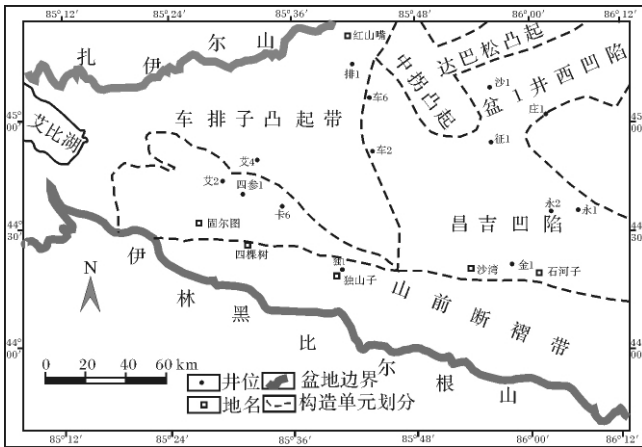 85°12′ 85°24′ 85°36′ 85°48′ 86°00′ 86°12′
扎伊尔山
红山嘴
排1
车6
中拐凸起
达巴松凸起
盆1井西凹陷
沙1
庄1
45°00′
45°00′
艾比湖
车排子凸起带
车2
征1
艾4
艾2
四参1
卡6
固尔图
四棵树
永2
永1
昌吉凹陷
44°30′
44°30′
独山子
沙湾
金1
石河子
N
伊林黑比尔根山
山前断褶带
44°00′
44°00′
0 20 40 60 km
井位
盆地边界
地名
构造单元划分
85°12′ 85°24′ 85°36′ 85°48′ 86°00′ 86°12′